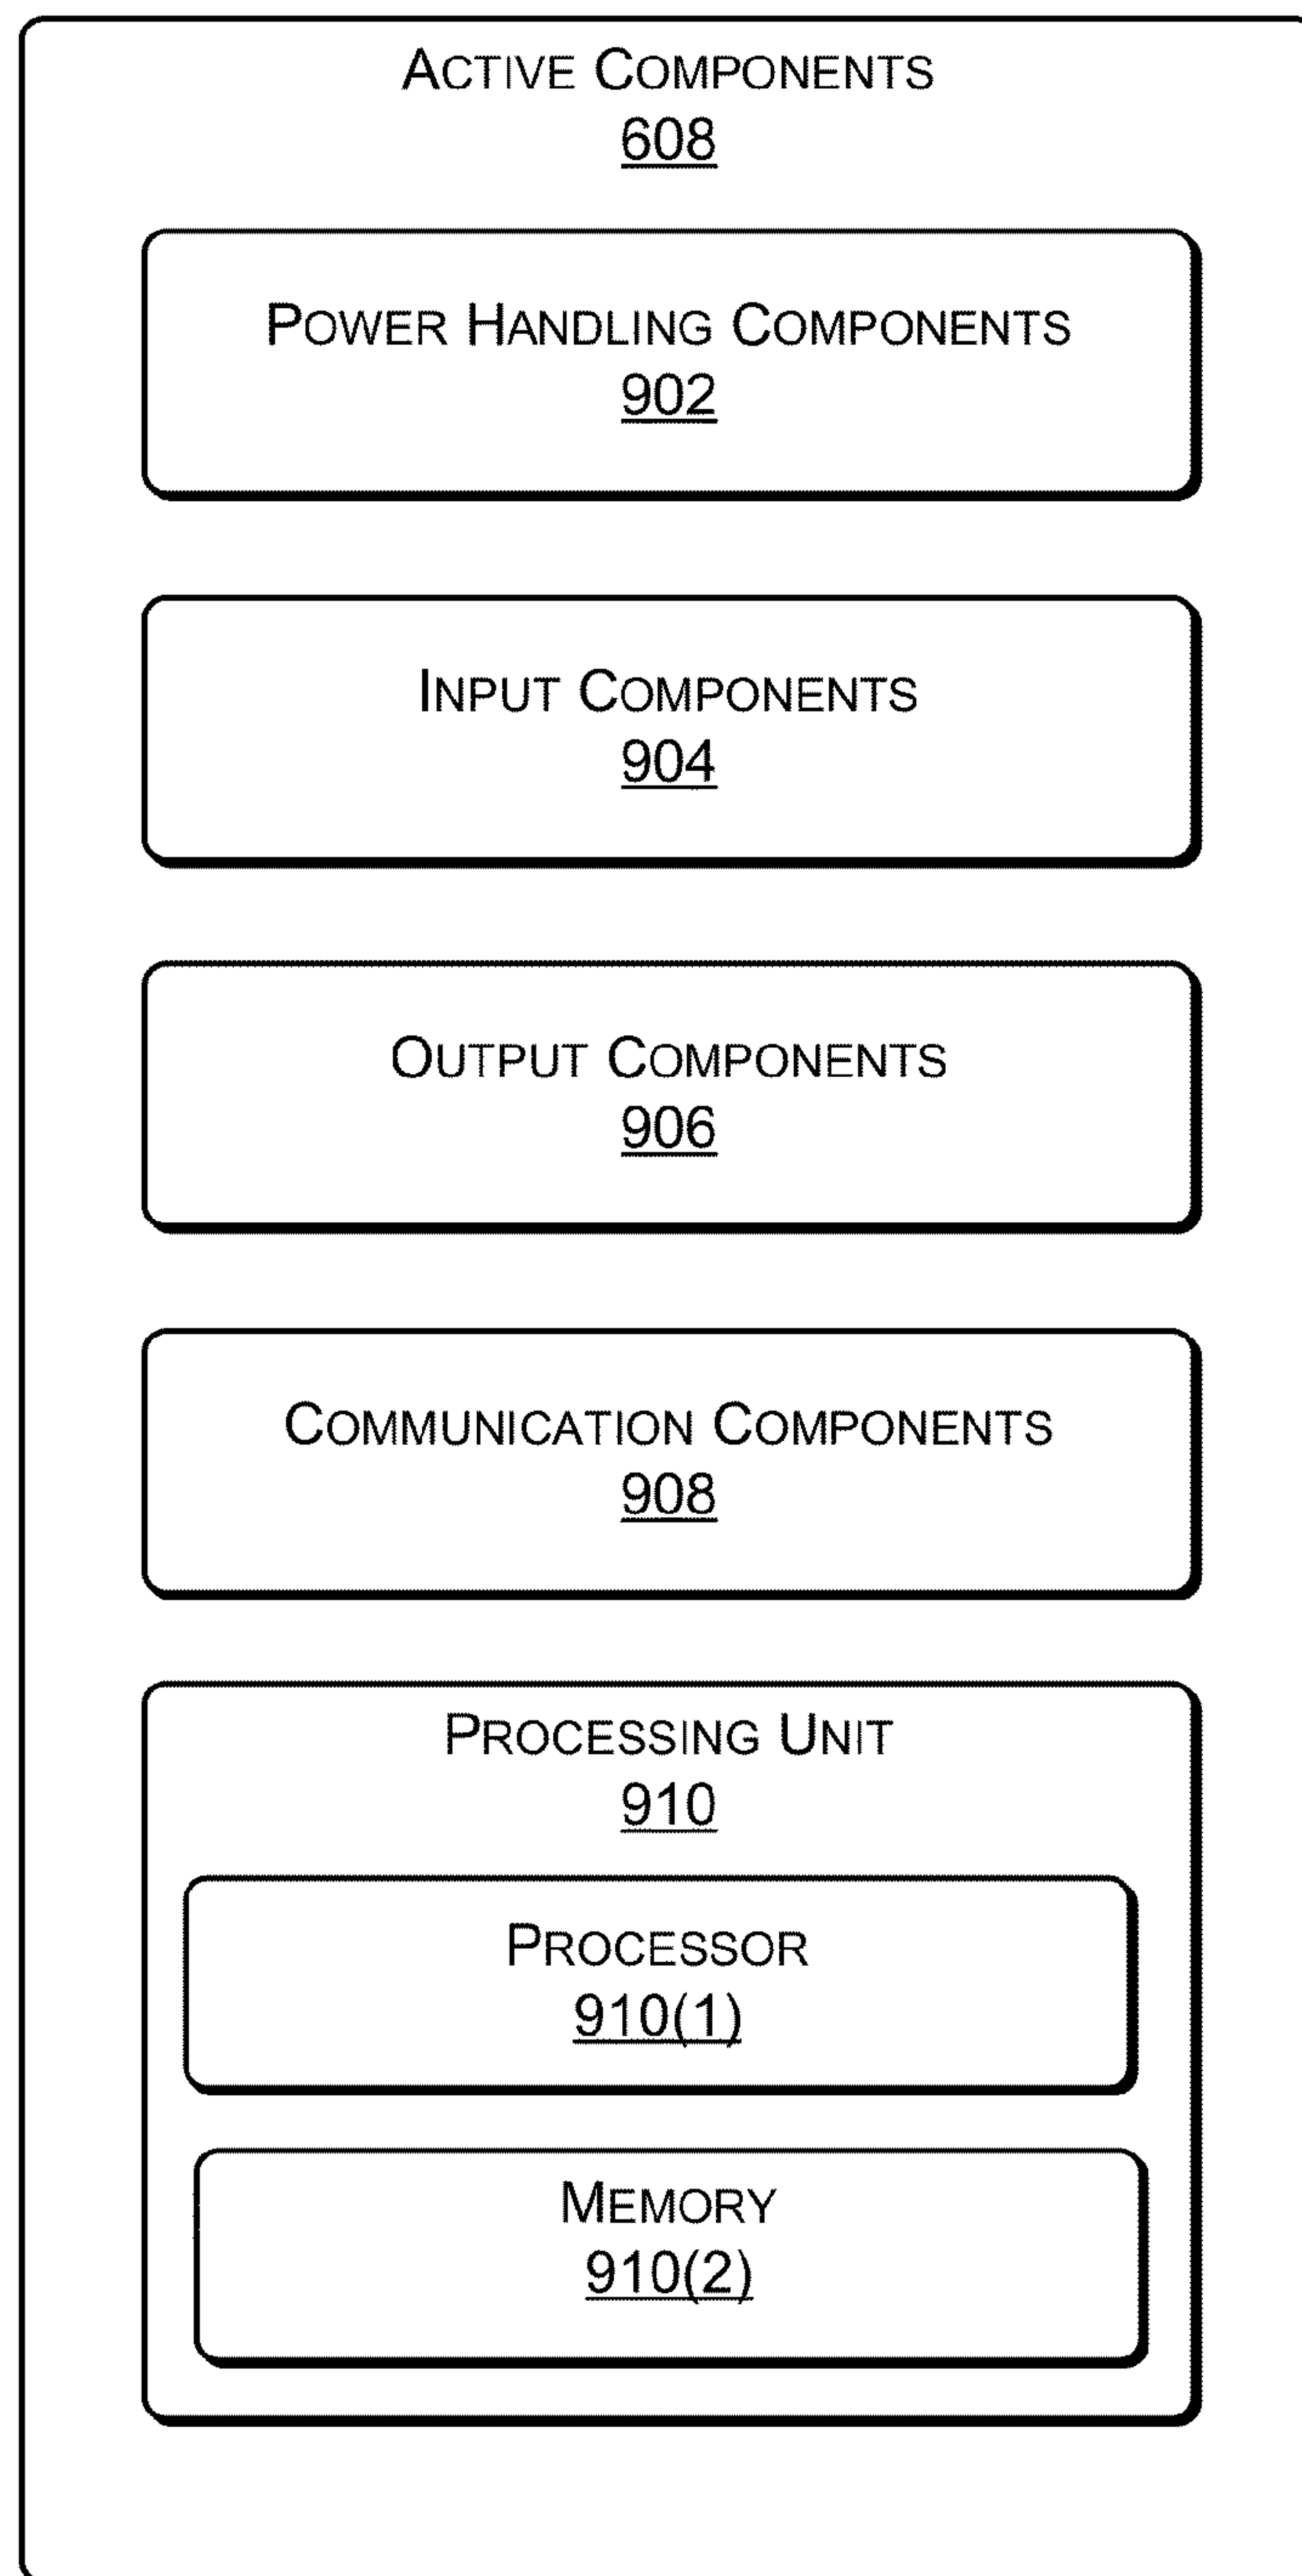 ACTIVE COMPONENTS
608
POWER HANDLING COMPONENTS
902
INPUT COMPONENTS
904
OUTPUT COMPONENTS
906
COMMUNICATION COMPONENTS
908
PROCESSING UNIT
910
PROCESSOR
910(1)
MEMORY
910(2)